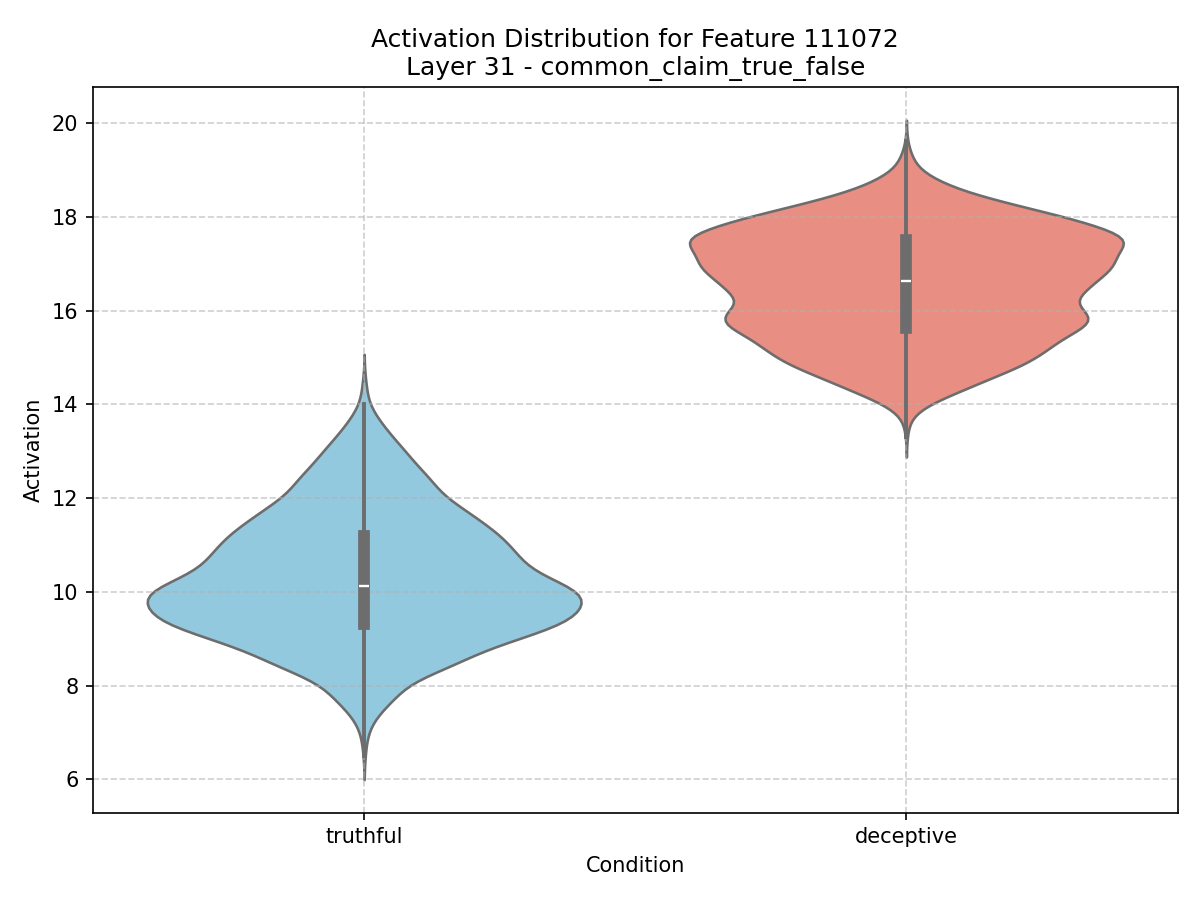 Activation Distribution for Feature 111072
Layer 31 - common_claim_true_false
20
18
16
14
12
10
8
6
Activation
truthful
deceptive
Condition